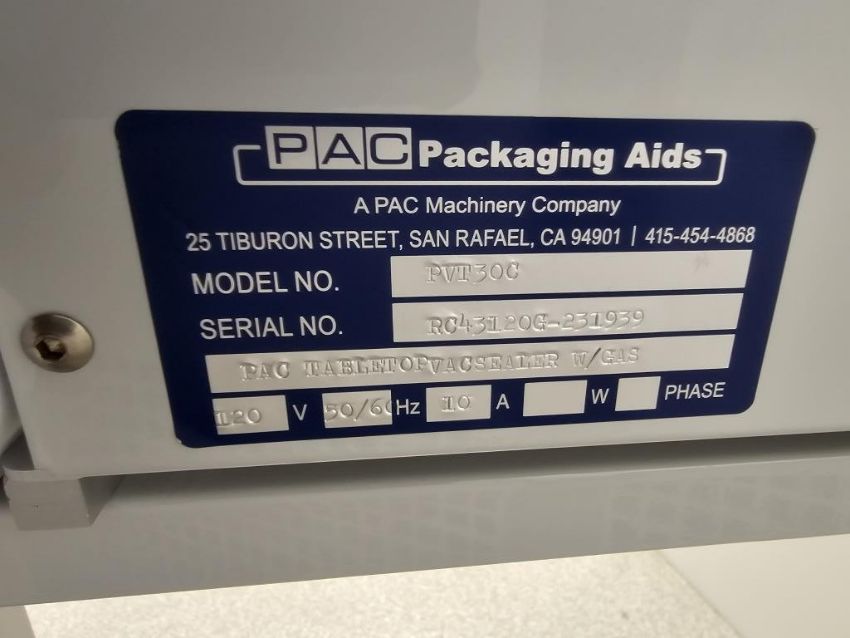 PAC Packaging Aids
A PAC Machinery Company
25 TIBURON STREET, SAN RAFAEL, CA 94901 | 415-454-4868
MODEL NO. PVT30C
SERIAL NO. RC43120G-231939
PAC TABLETOPVACSEALER W/GAS
120 V 50/60 Hz 10 A W PHASE